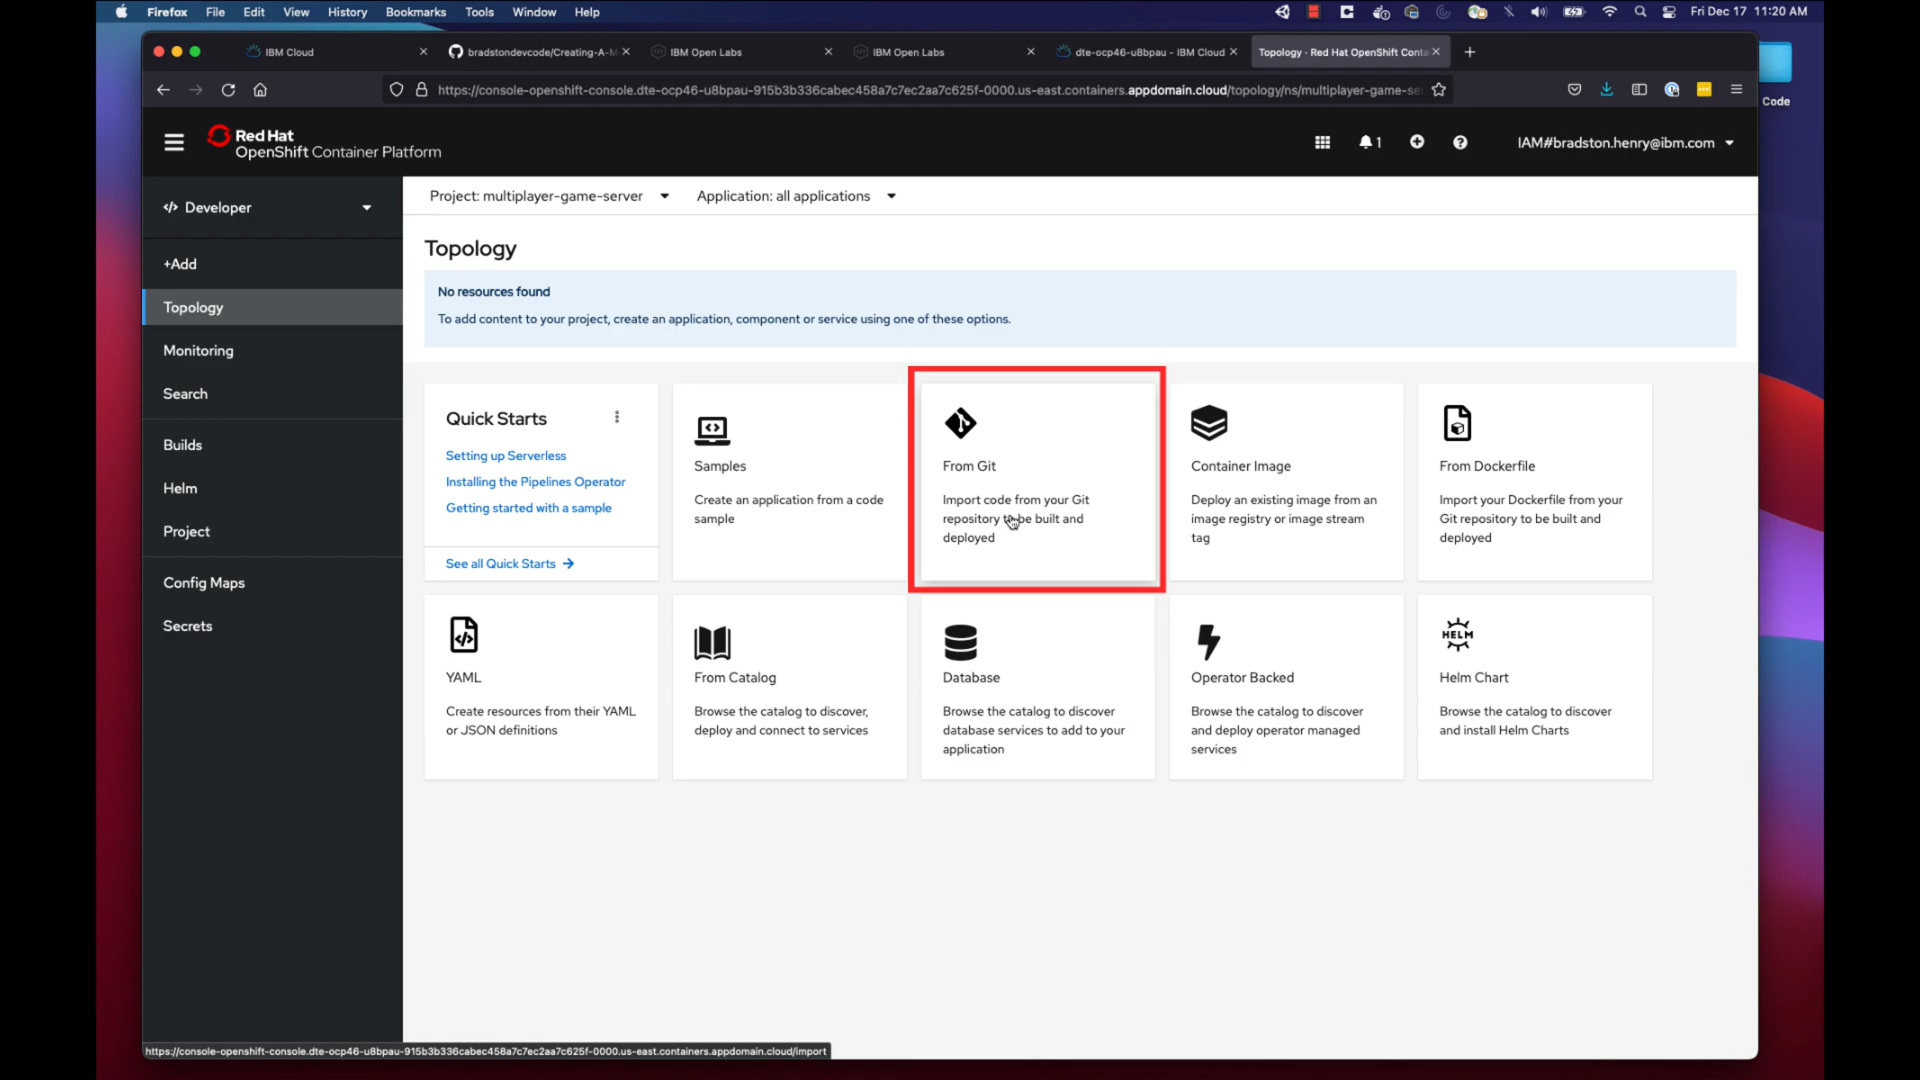 Firefox File Edit View History Bookmarks Tools Window Help
Fri Dec 17 11:20 AM
IBM Cloud
bradstondevcode/Creating-A-M
IBM Open Labs
IBM Open Labs
dte-ocp46-u8bpau - IBM Cloud
Topology - Red Hat OpenShift Conta
https://console-openshift-console.dte-ocp46-u8bpau-915b3b336cabec458a7c7ec2aa7c625f-0000.us-east.containers.appdomain.cloud/topology/ns/multiplayer-game-se
Code
Red Hat
OpenShift Container Platform
1
IAM#bradston.henry@ibm.com
Developer
+Add
Topology
Monitoring
Search
Builds
Helm
Project
Config Maps
Secrets
Project: multiplayer-game-server
Application: all applications
Topology
No resources found
To add content to your project, create an application, component or service using one of these options.
Quick Starts
Setting up Serverless
Installing the Pipelines Operator
Getting started with a sample
See all Quick Starts
Samples
Create an application from a code
sample
From Git
Import code from your Git
repository to be built and
deployed
Container Image
Deploy an existing image from an
image registry or image stream
tag
From Dockerfile
Import your Dockerfile from your
Git repository to be built and
deployed
YAML
Create resources from their YAML
or JSON definitions
From Catalog
Browse the catalog to discover,
deploy and connect to services
Database
Browse the catalog to discover
database services to add to your
application
Operator Backed
Browse the catalog to discover
and deploy operator managed
services
HELM
Helm Chart
Browse the catalog to discover
and install Helm Charts
https://console-openshift-console.dte-ocp46-u8bpau-915b3b336cabec458a7c7ec2aa7c625f-0000.us-east.containers.appdomain.cloud/import